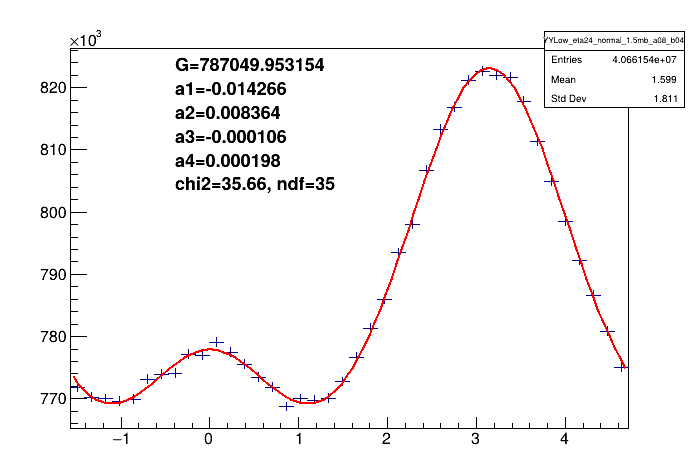 ×10³
YYLow_eta24_normal_1.5mb_a08_b04
Entries 4.066154e+07
Mean 1.599
Std Dev 1.811
G=787049.953154
a1=-0.014266
a2=0.008364
a3=-0.000106
a4=0.000198
chi2=35.66, ndf=35
820
810
800
790
780
770
−1 0 1 2 3 4